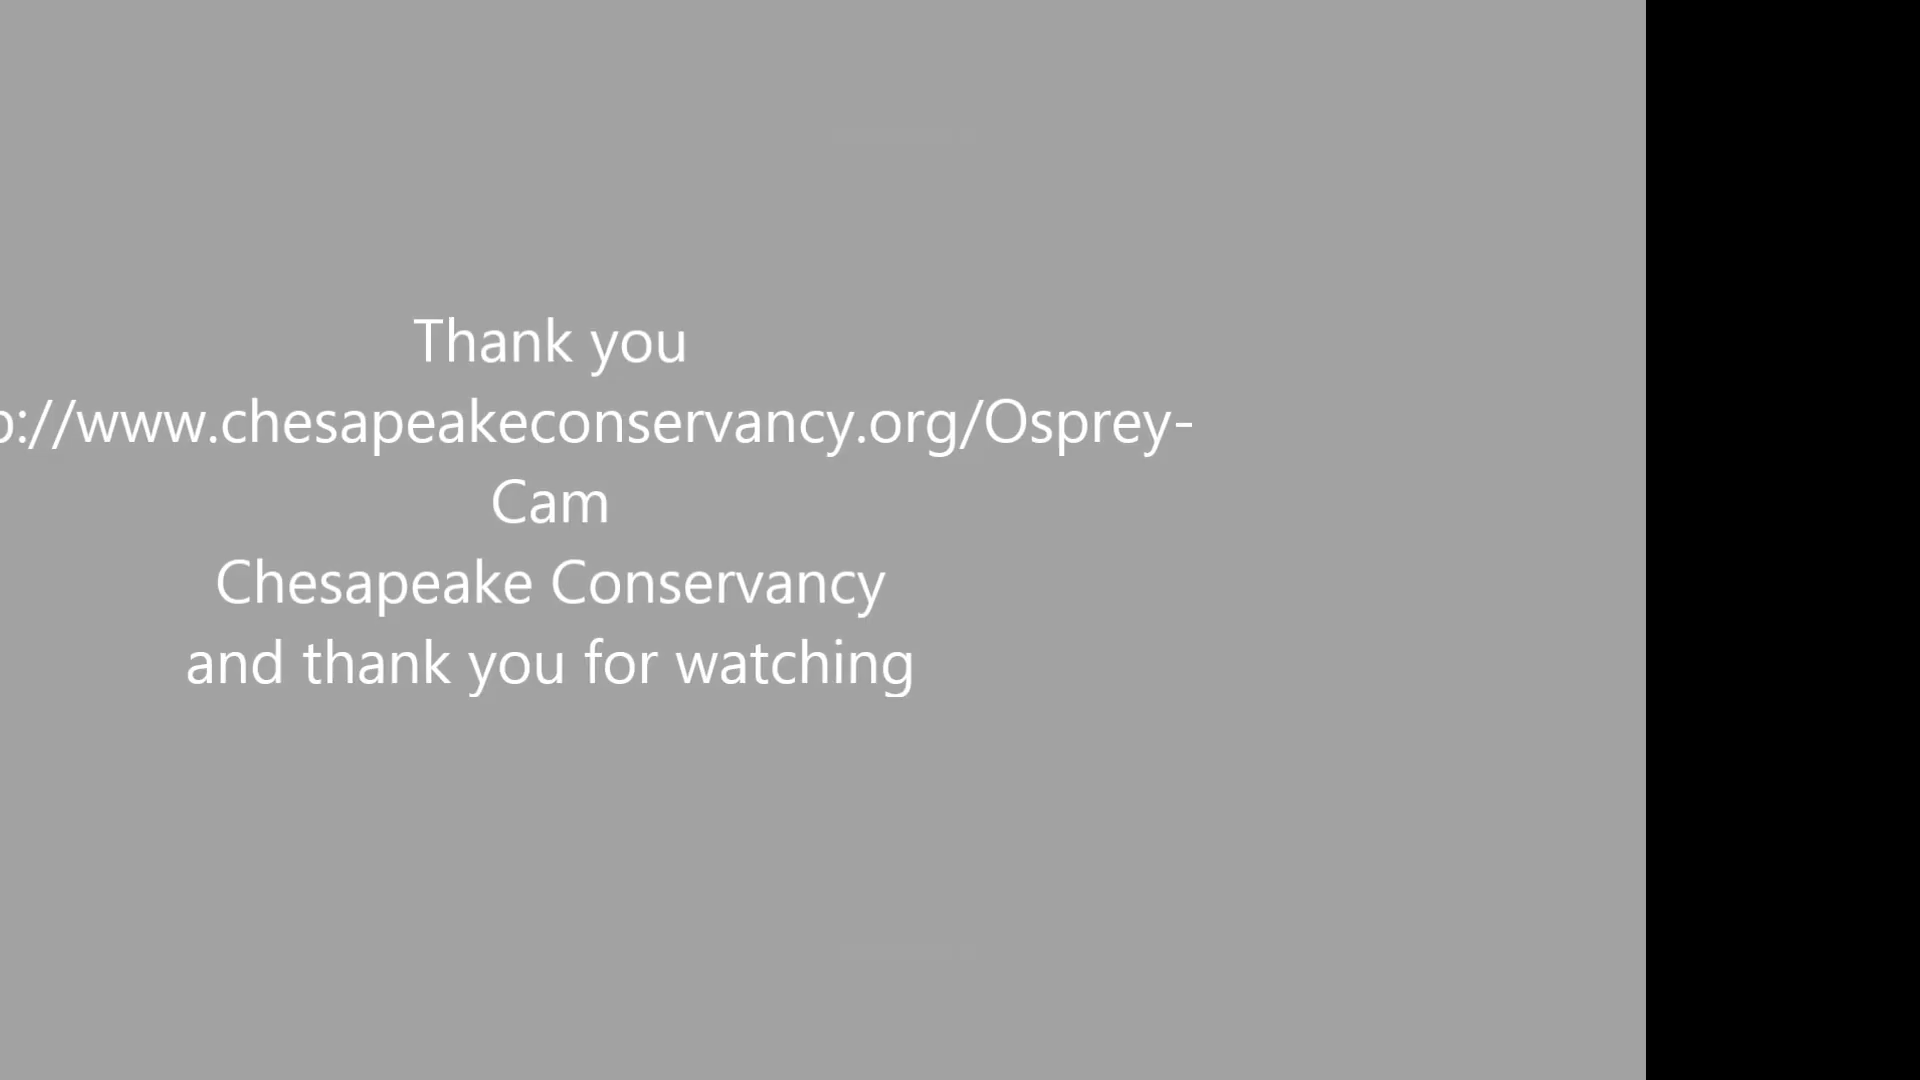 Thank you
p://www.chesapeakeconservancy.org/Osprey-
Cam
Chesapeake Conservancy
and thank you for watching